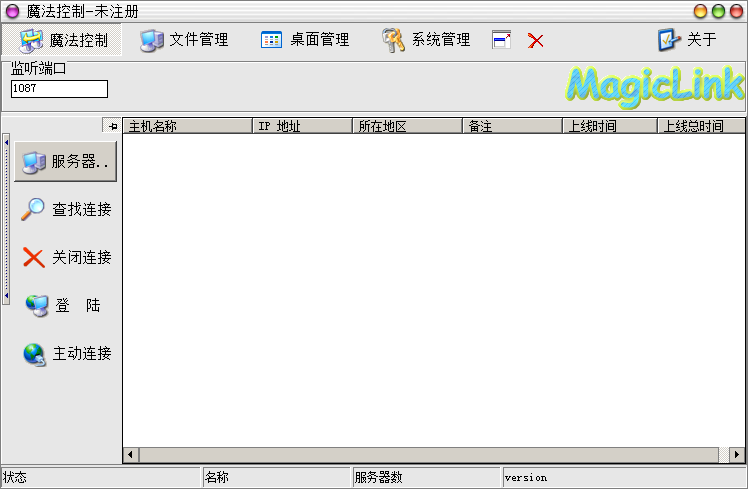 魔法控制-未注册
魔法控制 文件管理 桌面管理 系统管理 关于
监听端口
1087
MagicLink
主机名称 IP 地址 所在地区 备注 上线时间 上线总时间
服务器..
查找连接
关闭连接
登 陆
主动连接
状态 名称 服务器数 version